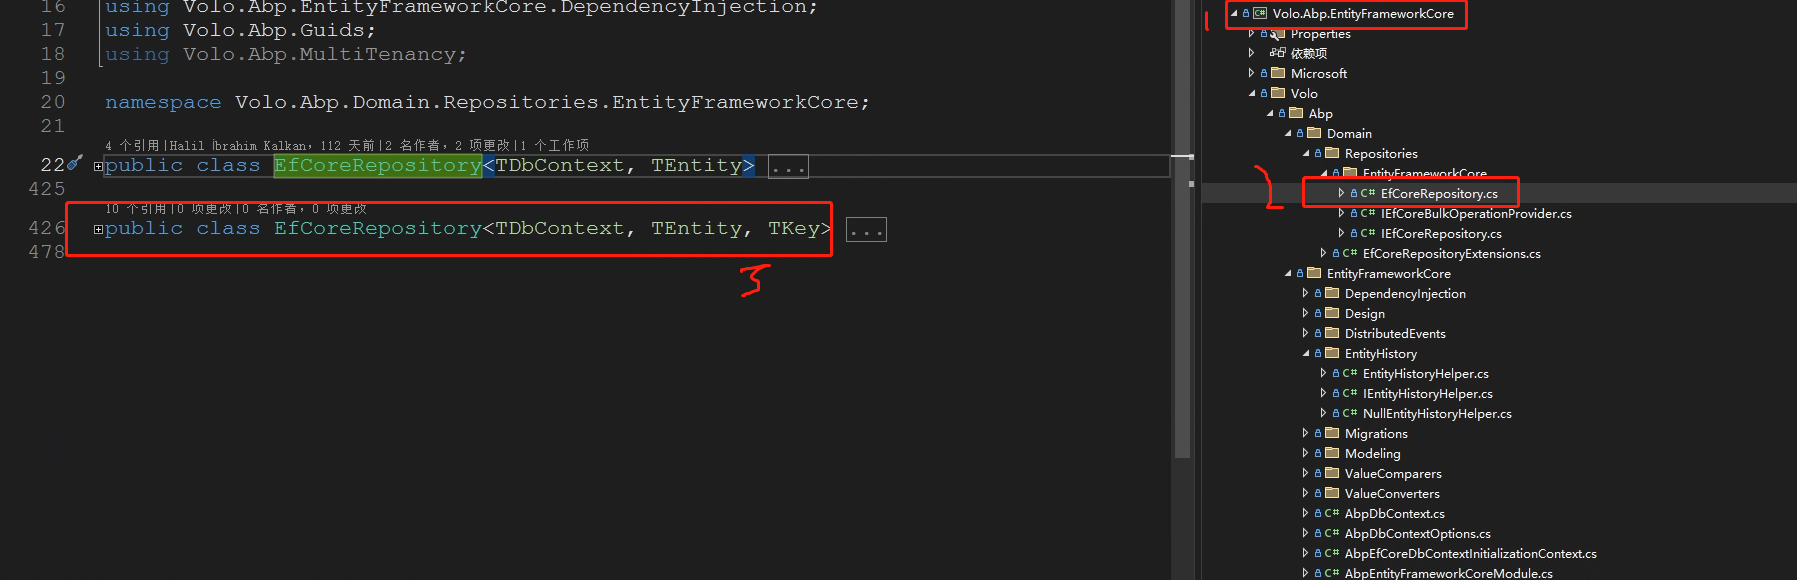 16 using Volo.Abp.EntityFrameworkCore.DependencyInjection;
17 using Volo.Abp.Guids;
18 using Volo.Abp.MultiTenancy;
19
20 namespace Volo.Abp.Domain.Repositories.EntityFrameworkCore;
21
4 个引用|Halil İbrahim Kalkan，112 天前|2 名作者，2 项更改|1 个工作项
22 public class EfCoreRepository<TDbContext, TEntity> ...
425
10 个引用|0 项更改|0 名作者，0 项更改
426 public class EfCoreRepository<TDbContext, TEntity, TKey> ...
478
3
1
Volo.Abp.EntityFrameworkCore
Properties
依赖项
Microsoft
Volo
Abp
Domain
Repositories
EntityFrameworkCore
2
C# EfCoreRepository.cs
C# IEfCoreBulkOperationProvider.cs
C# IEfCoreRepository.cs
C# EfCoreRepositoryExtensions.cs
EntityFrameworkCore
DependencyInjection
Design
DistributedEvents
EntityHistory
C# EntityHistoryHelper.cs
C# IEntityHistoryHelper.cs
C# NullEntityHistoryHelper.cs
Migrations
Modeling
ValueComparers
ValueConverters
C# AbpDbContext.cs
C# AbpDbContextOptions.cs
C# AbpEfCoreDbContextInitializationContext.cs
C# AbpEntityFrameworkCoreModule.cs